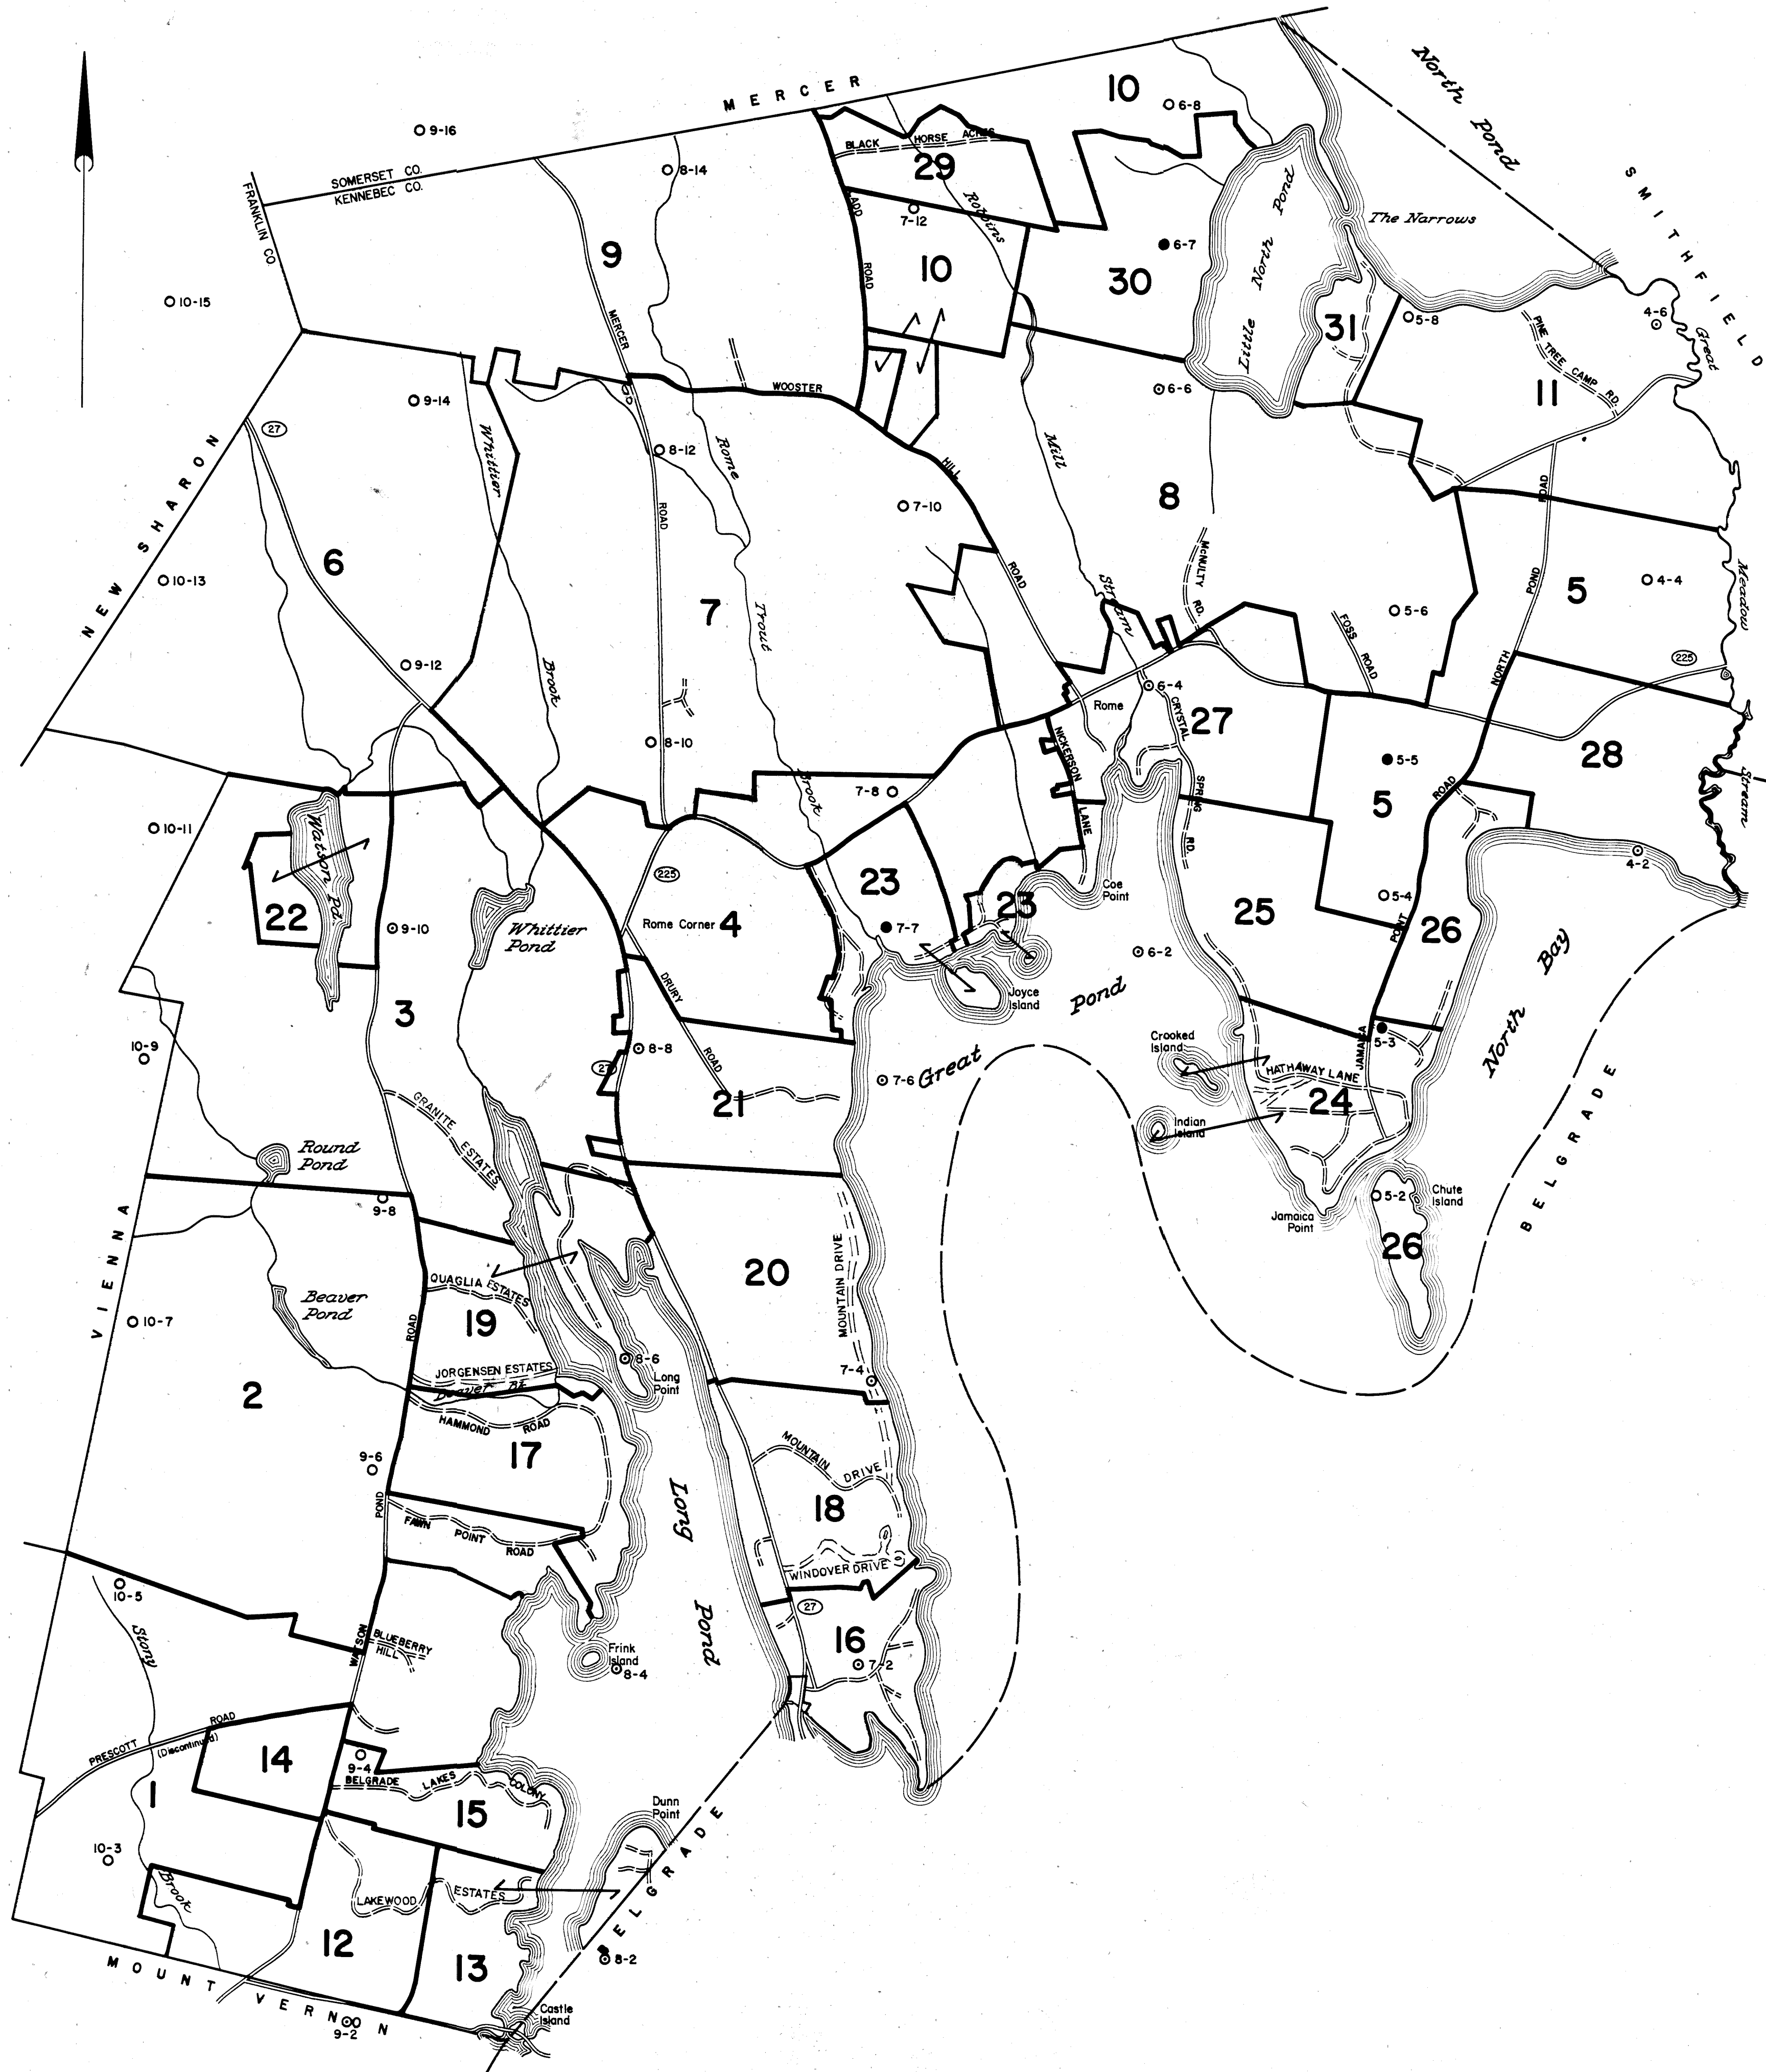 MERCER
North Pond
SMITHFIELD
10
6-8
9-16
SOMERSET CO.
KENNEBEC CO.
FRANKLIN CO.
8-14
BLACK HORSE ACRES
29
7-12
Robbins
LADD ROAD
10
9
MERCER ROAD
6-7
30
Little North Pond
The Narrows
31
5-8
4-6
Great
PINE TREE CAMP RD.
11
10-15
NEW SHARON
27
9-14
Whittier
WOOSTER HILL ROAD
6-6
8-12
Rome
Mill
7-10
8
6
10-13
7
Trout
McNULTY RD.
Stream
5-6
FOSS ROAD
5
4-4
Meadow
NORTH POND ROAD
225
9-12
Brook
8-10
6-4
Rome
CRYSTAL SPRING RD.
27
28
NICKERSON LANE
5-5
5
Stream
Brook
7-8
10-11
Watson Pd.
22
9-10
Whittier Pond
225
Rome Corner
4
23
7-7
23
Coe Point
25
5-4
26
4-2
JAMAICA POINT ROAD
6-2
Joyce Island
Great Pond
North Bay
BELGRADE
3
DRURY ROAD
8-8
27
7-6
10-9
21
Crooked Island
5-3
HATHAWAY LANE
24
Indian Island
GRANITE ESTATES
Round Pond
9-8
VIENNA
5-2
Chute Island
Jamaica Point
26
20
MOUNTAIN DRIVE
QUAGLIA ESTATES
Beaver Pond
19
10-7
JORGENSEN ESTATES
8-6
Long Point
7-4
2
Beaver Bk.
HAMMOND ROAD
17
9-6
MOUNTAIN DRIVE
18
Long Pond
FAWN POINT ROAD
WINDOVER DRIVE
10-5
27
16
7-2
WATSON POND ROAD
BLUEBERRY HILL
Stony
Frink Island
8-4
PRESCOTT ROAD
(Discontinued)
14
9-4
BELGRADE LAKES COLONY
1
15
Dunn Point
BELGRADE
10-3
Brook
LAKEWOOD ESTATES
12
13
8-2
MOUNT VERNON
9-2
Castle Island